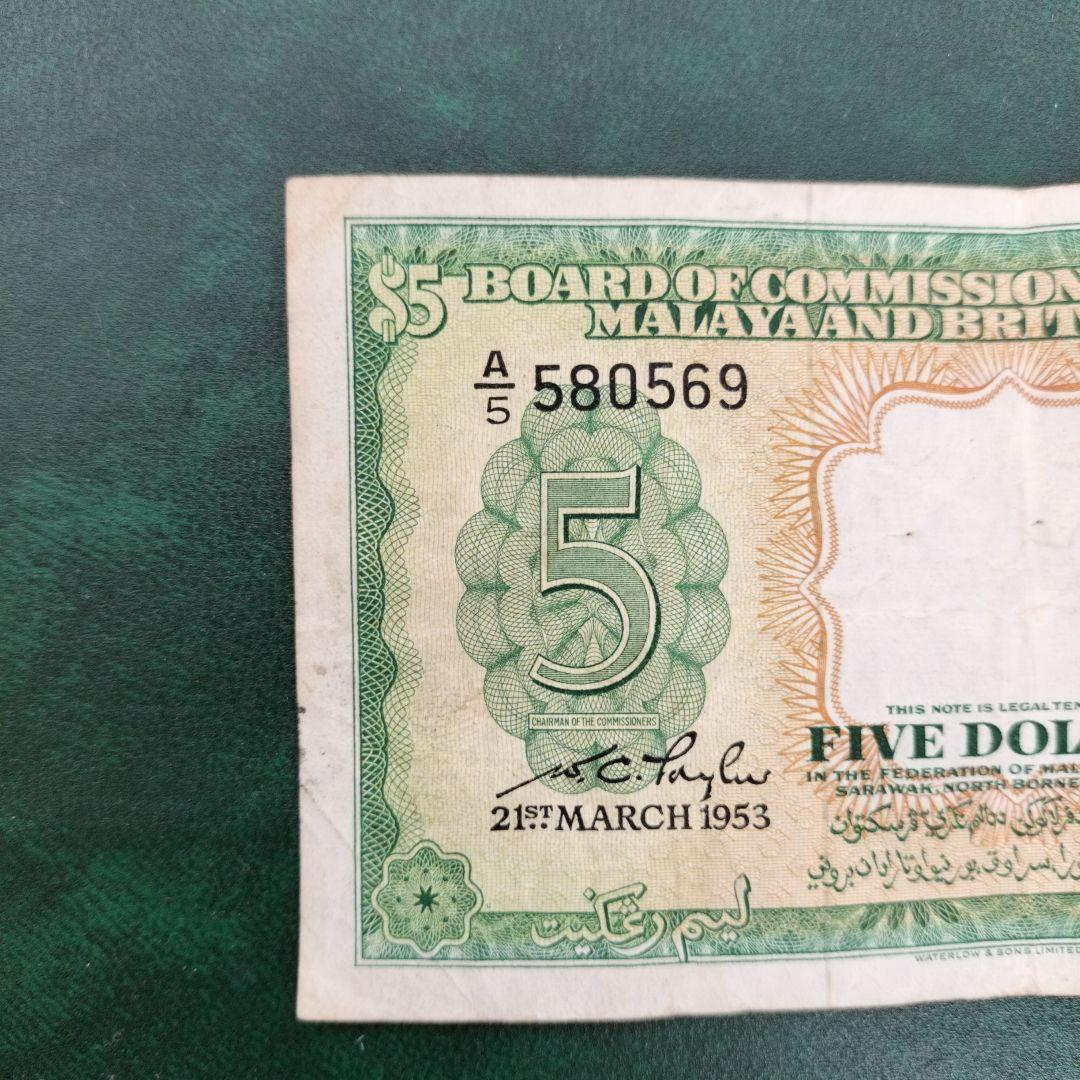 $5 BOARD OF COMMISSION
MALAYA AND BRIT
A/5 580569
5
CHAIRMAN OF THE COMMISSIONERS
W. C. Taylor
21ST MARCH 1953
THIS NOTE IS LEGAL TEN
FIVE DOL
IN THE FEDERATION OF MAL
SARAWAK, NORTH BORNE
ليم رڠݢيت
WATERLOW & SONS LIMITED